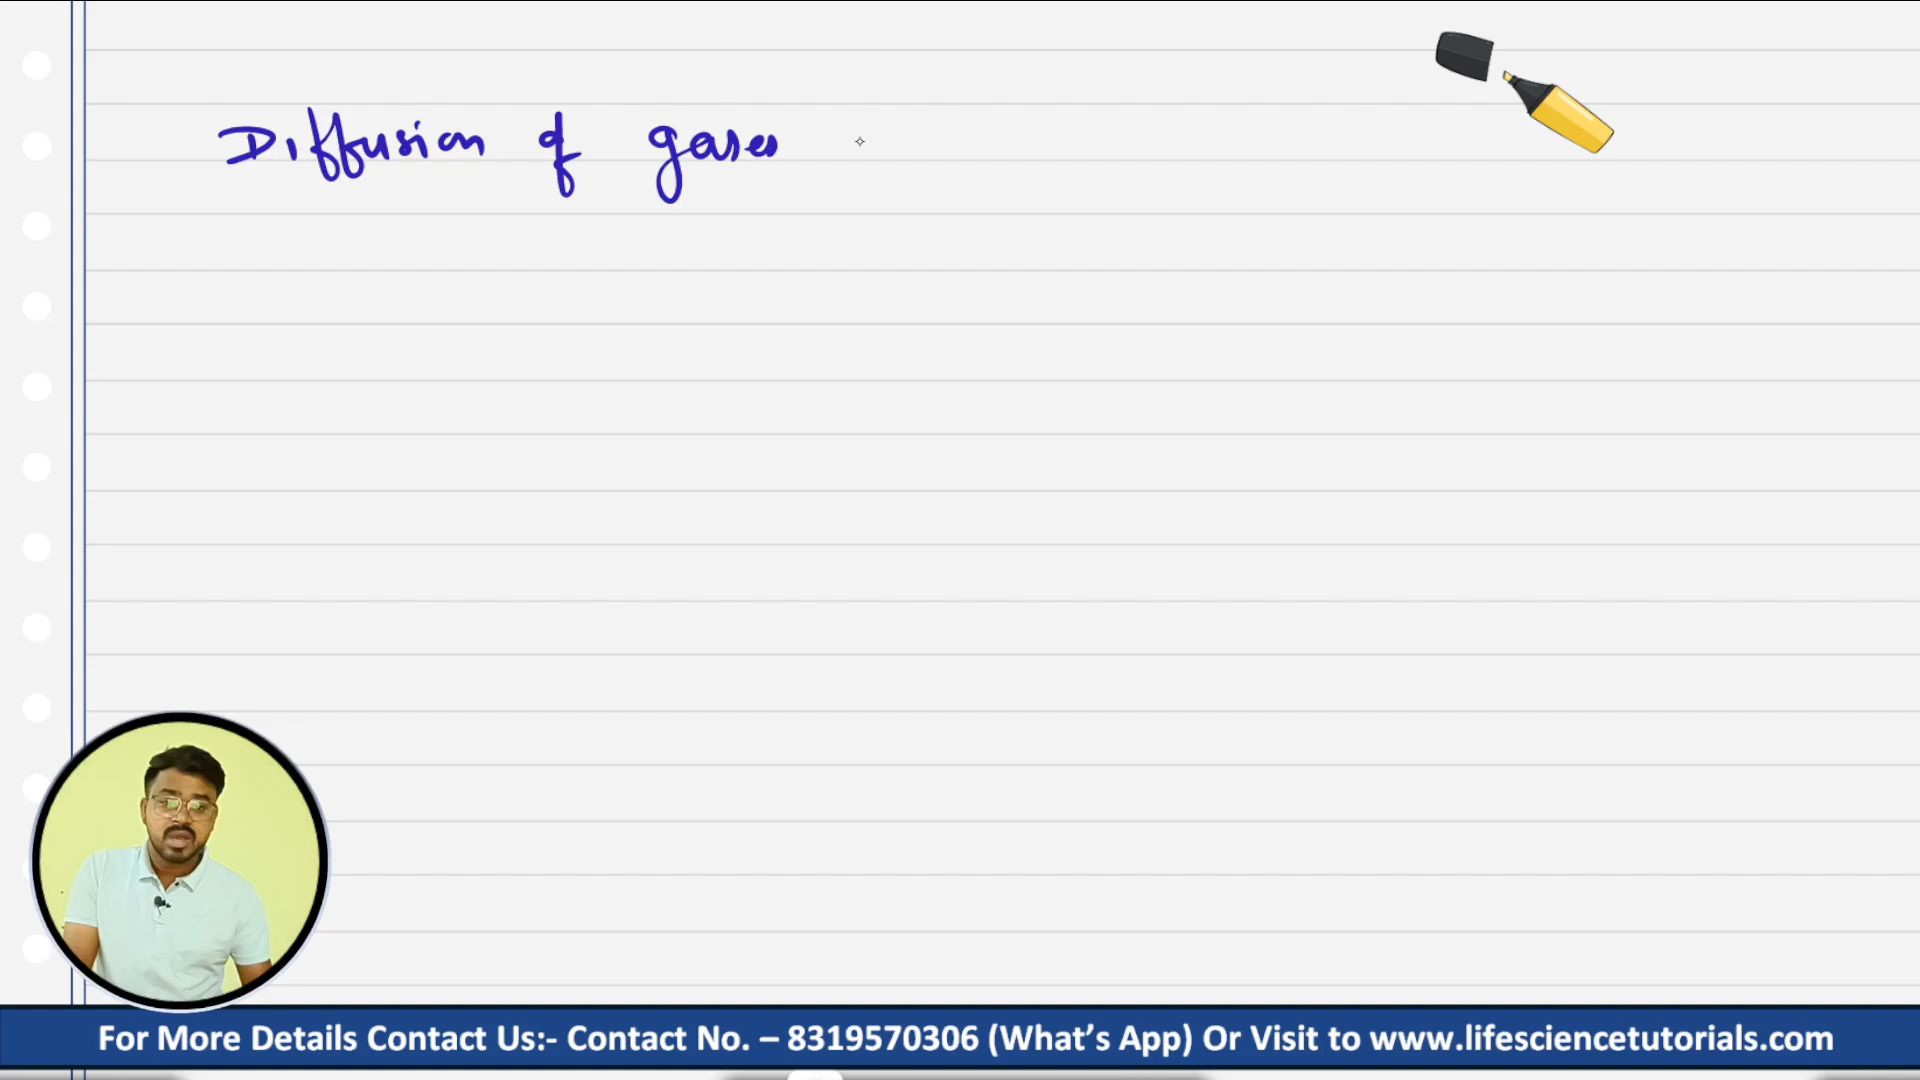 Diffusion of gases
For More Details Contact Us:- Contact No. – 8319570306 (What’s App) Or Visit to www.lifesciencetutorials.com